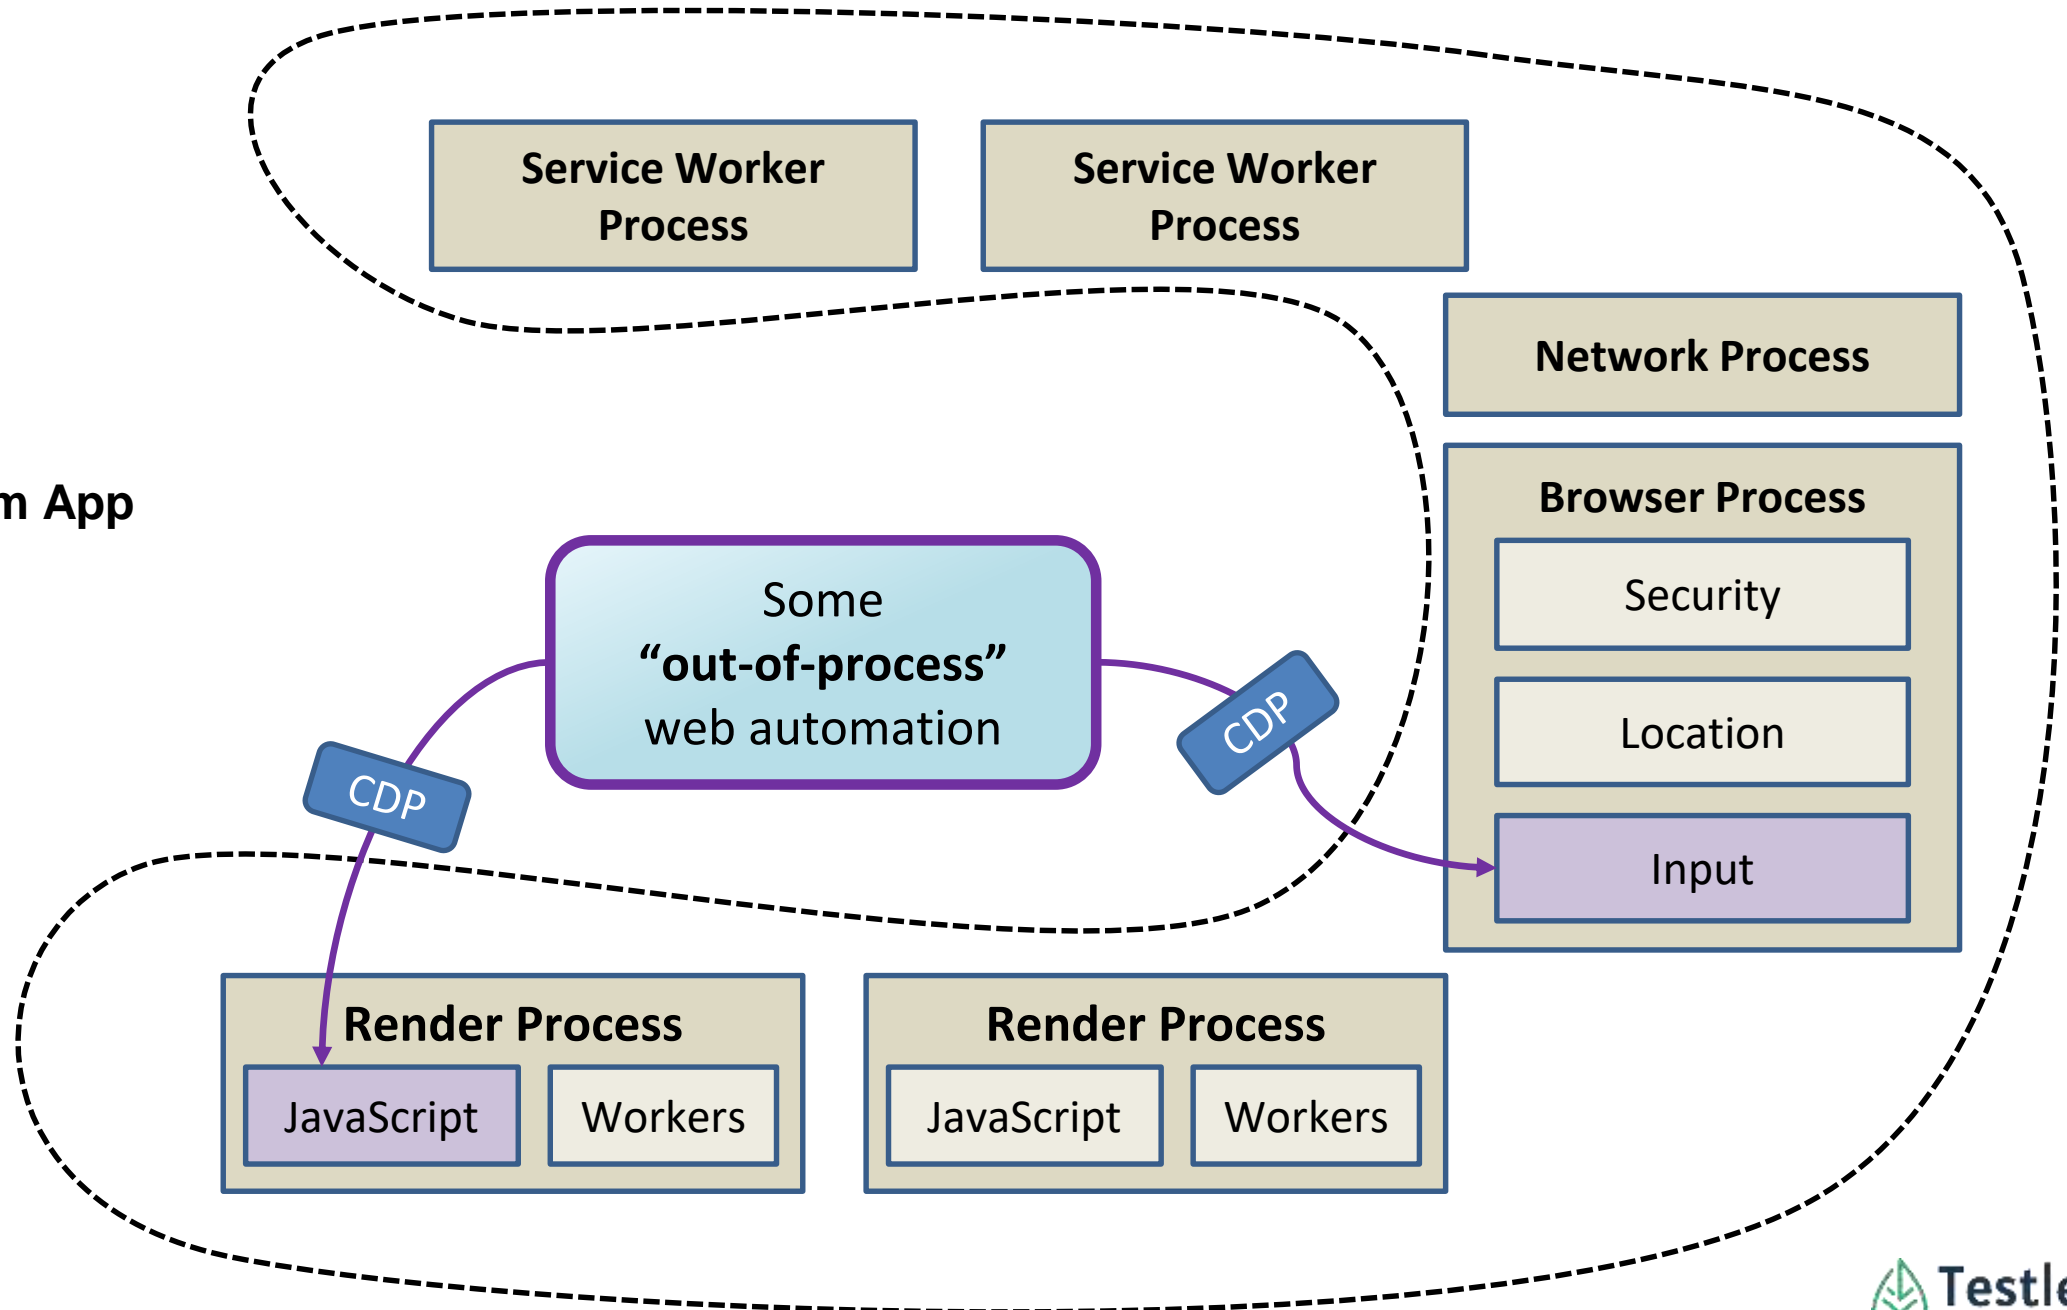 Service Worker
Process
Service Worker
Process
Network Process
m App
Browser Process
Security
Location
Input
Some
“out-of-process”
web automation
CDP
CDP
Render Process
JavaScript
Workers
Render Process
JavaScript
Workers
Testle